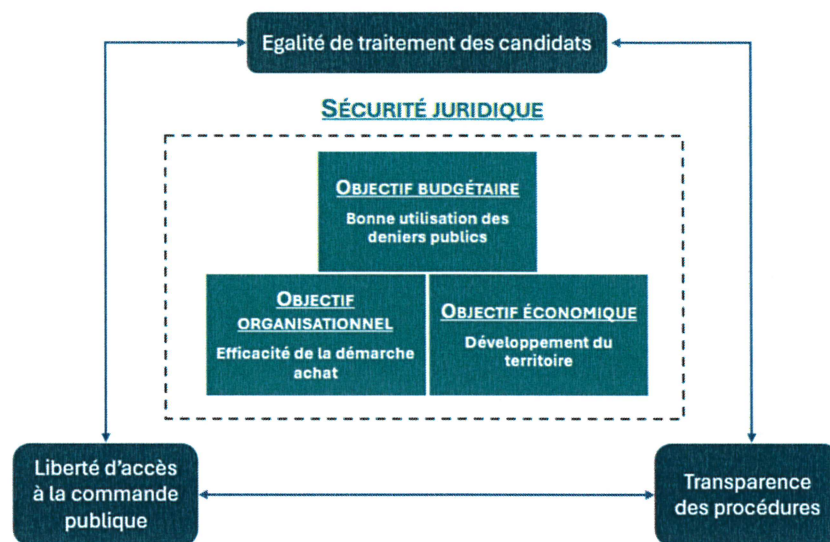 Egalité de traitement des candidats
SÉCURITÉ JURIDIQUE
OBJECTIF BUDGÉTAIRE
Bonne utilisation des
deniers publics
OBJECTIF
ORGANISATIONNEL
Efficacité de la démarche
achat
OBJECTIF ÉCONOMIQUE
Développement du
territoire
Liberté d'accès
à la commande
publique
Transparence
des procédures